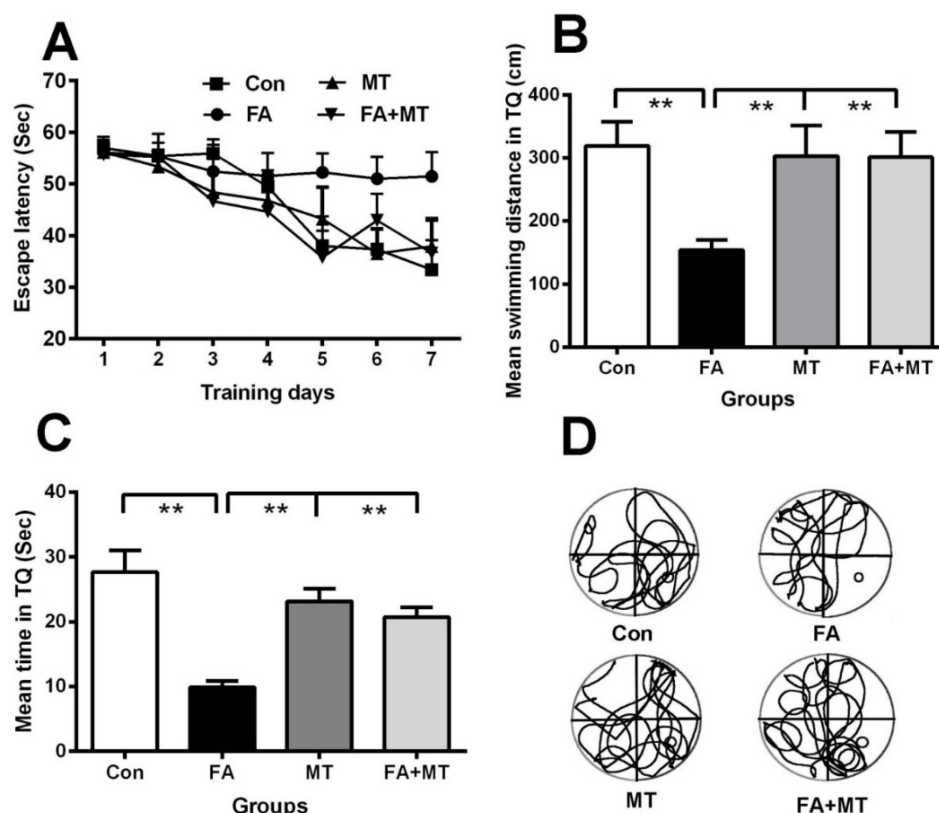 A
Con
MT
FA
FA+MT
Escape latency (Sec)
70
60
50
40
30
20
1 2 3 4 5 6 7
Training days
B
Mean swimming distance in TQ (cm)
400
300
200
100
0
** ** **
Con FA MT FA+MT
Groups
C
Mean time in TQ (Sec)
40
30
20
10
0
** ** **
Con FA MT FA+MT
Groups
D
Con FA
MT FA+MT